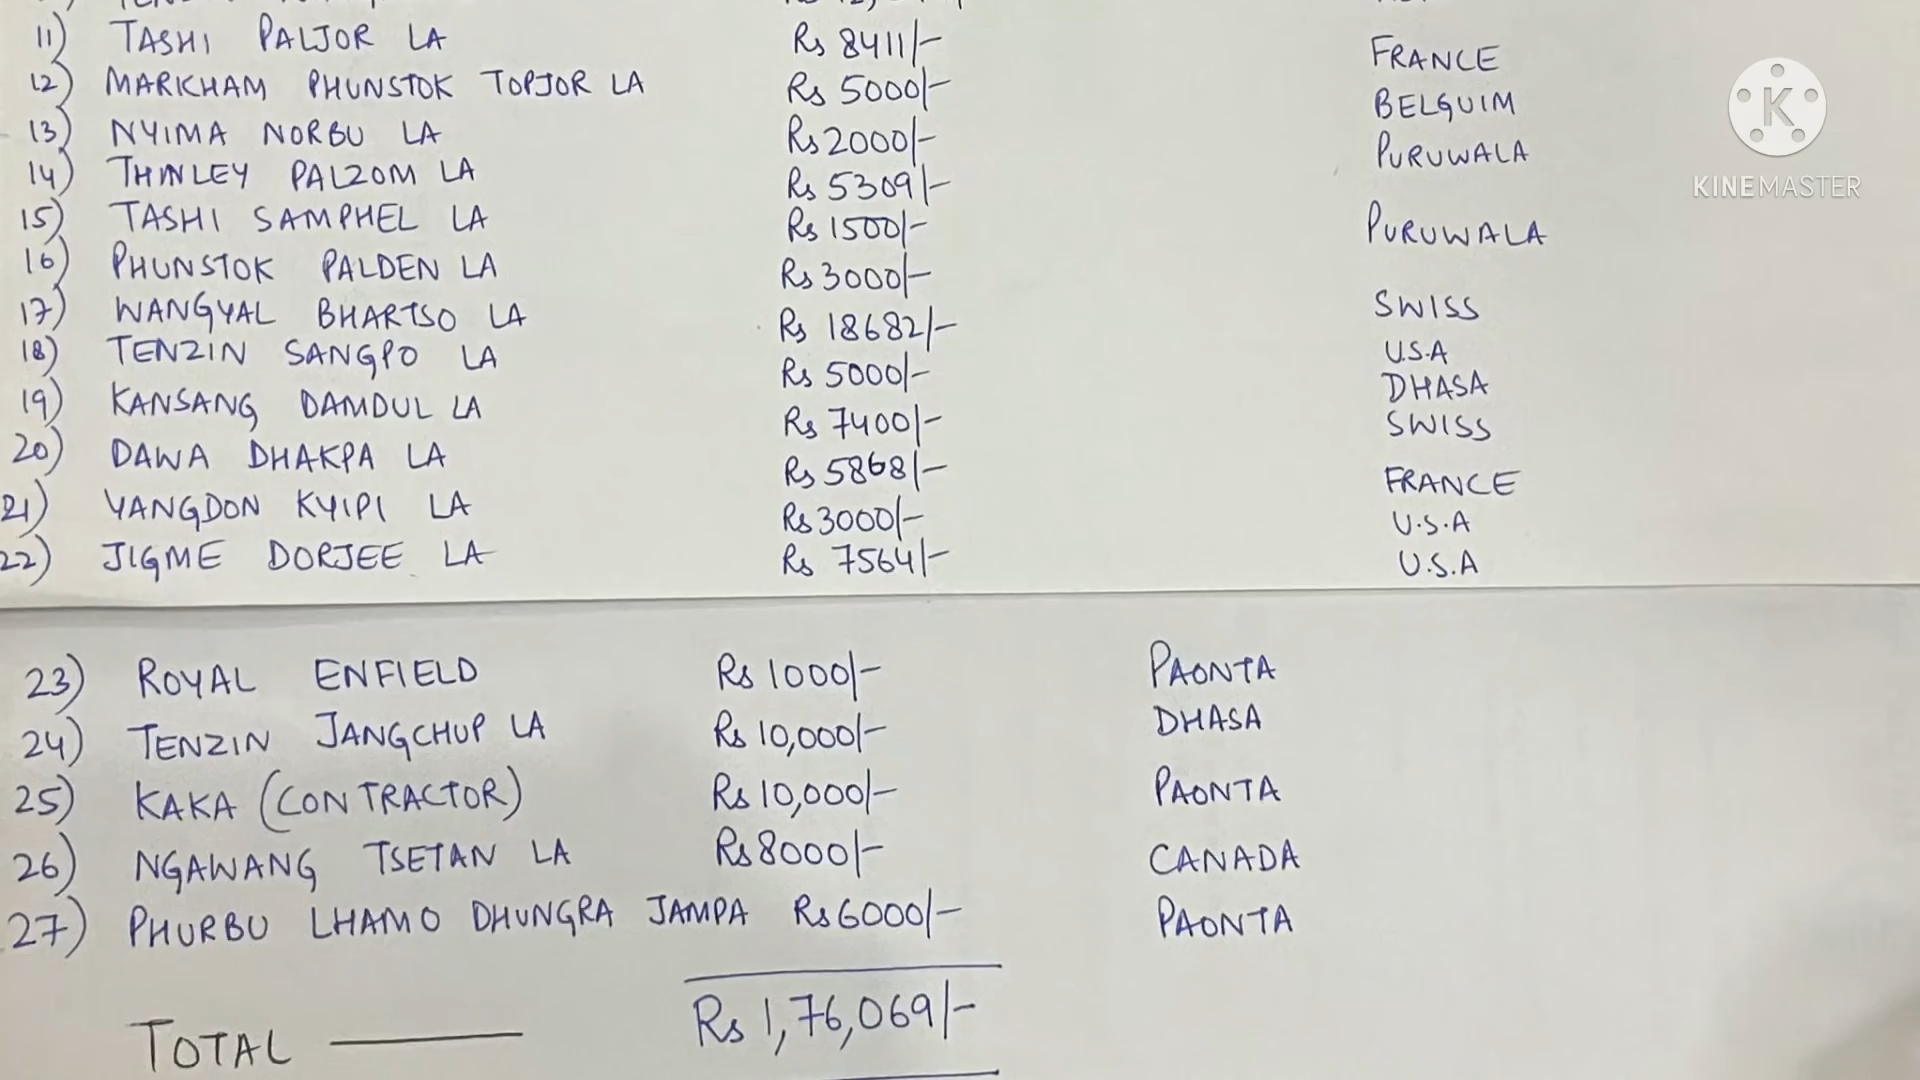 11) TASHI PALJOR LA Rs 8411/- FRANCE
12) MARKHAM PHUNSTOK TOPJOR LA Rs 5000/- BELGUIM
13) NYIMA NORBU LA Rs 2000/- PURUWALA
14) THINLEY PALZOM LA Rs 5309/-
15) TASHI SAMPHEL LA Rs 1500/- PURUWALA
16) PHUNSTOK PALDEN LA Rs 3000/-
17) WANGYAL BHARTSO LA Rs 18682/- SWISS
18) TENZIN SANGPO LA Rs 5000/- U.S.A
19) KANSANG DAMDUL LA Rs 7400/- DHASA
20) DAWA DHAKPA LA Rs 5868/- SWISS
21) YANGDON KYIPI LA Rs 3000/- FRANCE
U.S.A
22) JIGME DORJEE LA Rs 7564/- U.S.A
23) ROYAL ENFIELD Rs 1000/- PAONTA
24) TENZIN JANGCHUP LA Rs 10,000/- DHASA
25) KAKA (CONTRACTOR) Rs 10,000/- PAONTA
26) NGAWANG TSETAN LA Rs 8000/- CANADA
27) PHURBU LHAMO DHUNGRA JAMPA Rs 6000/- PAONTA
TOTAL Rs 1,76,069/-
K
KINEMASTER